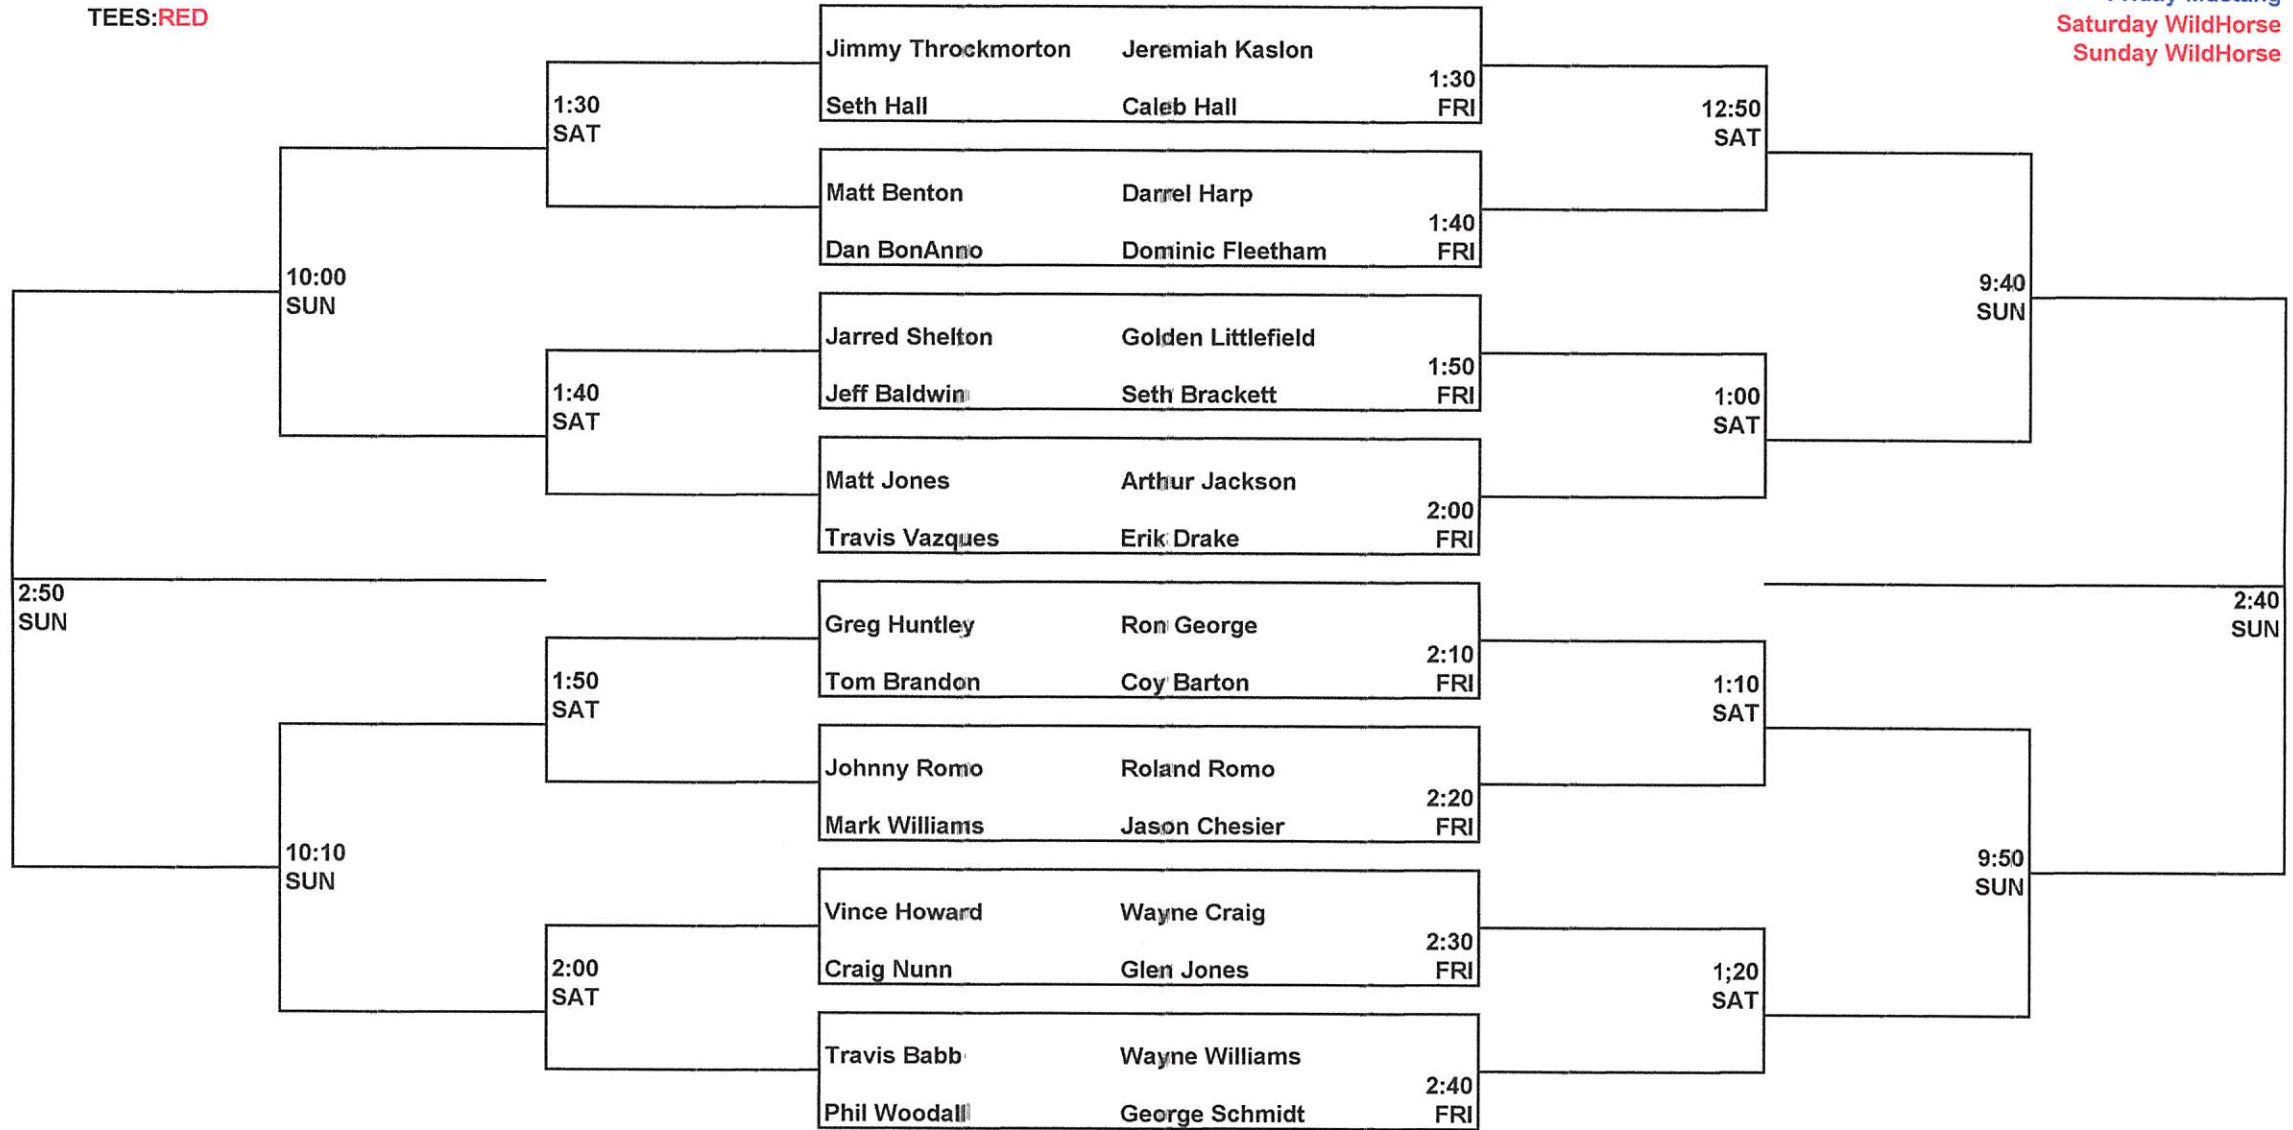 TEES:RED
Friday Mustang
Saturday WildHorse
Sunday WildHorse
Jimmy Throckmorton Jeremiah Kaslon
1:30
FRI
Seth Hall Caleb Hall
1:30
SAT
12:50
SAT
Matt Benton Darrel Harp
1:40
FRI
Dan BonAnno Dominic Fleetham
10:00
SUN
9:40
SUN
Jarred Shelton Golden Littlefield
1:50
FRI
Jeff Baldwin Seth Brackett
1:40
SAT
1:00
SAT
Matt Jones Arthur Jackson
2:00
FRI
Travis Vazques Erik Drake
2:50
SUN
2:40
SUN
Greg Huntley Ron George
2:10
FRI
Tom Brandon Coy Barton
1:50
SAT
1:10
SAT
Johnny Romo Roland Romo
2:20
FRI
Mark Williams Jason Chesier
10:10
SUN
9:50
SUN
Vince Howard Wayne Craig
2:30
FRI
Craig Nunn Glen Jones
2:00
SAT
1;20
SAT
Travis Babb Wayne Williams
2:40
FRI
Phil Woodall George Schmidt